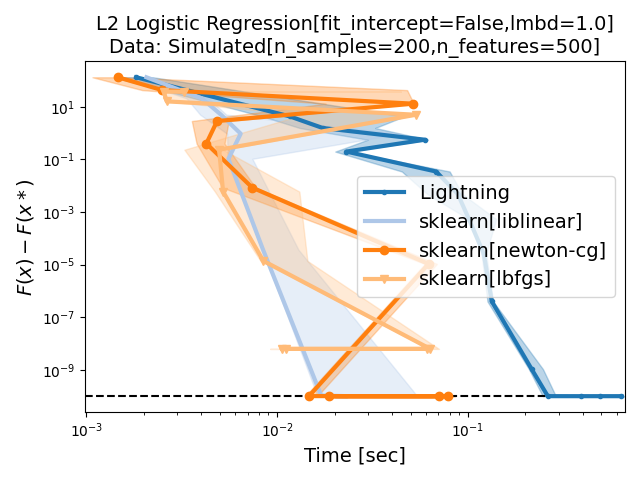 L2 Logistic Regression[fit_intercept=False,lmbd=1.0]
Data: Simulated[n_samples=200,n_features=500]
F(x) − F(x*)
10¹
10⁻¹
10⁻³
10⁻⁵
10⁻⁷
10⁻⁹
Lightning
sklearn[liblinear]
sklearn[newton-cg]
sklearn[lbfgs]
10⁻³ 10⁻² 10⁻¹
Time [sec]